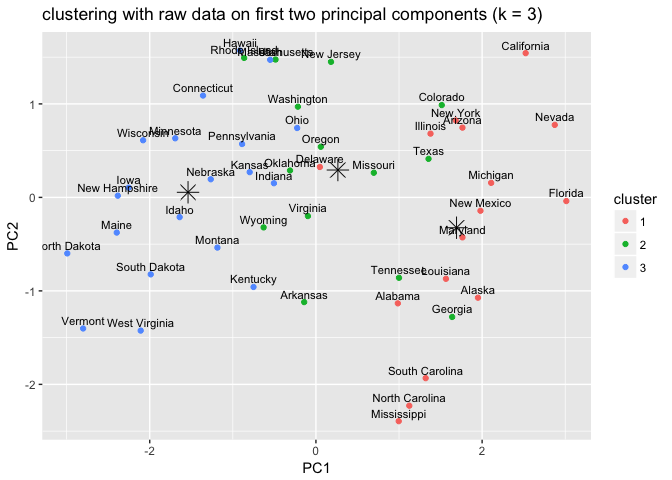 clustering with raw data on first two principal components (k = 3)
California
Hawaii
Rhode Island
New Jersey
Connecticut
Nevada
Colorado
Washington
New York
Arizona
Ohio
Illinois
Wisconsin
Minnesota
Pennsylvania
Oregon
Texas
Delaware
Oklahoma
Kansas
Missouri
Nebraska
Indiana
Michigan
Iowa
New Hampshire
Florida
Idaho
Virginia
New Mexico
Wyoming
Maine
Maryland
Montana
orth Dakota
South Dakota
Tennessee
Louisiana
Kentucky
Arkansas
Alabama
Alaska
Georgia
Vermont
West Virginia
South Carolina
North Carolina
Mississippi
1
0
-1
-2
PC2
-2
0
2
PC1
cluster
1
2
3